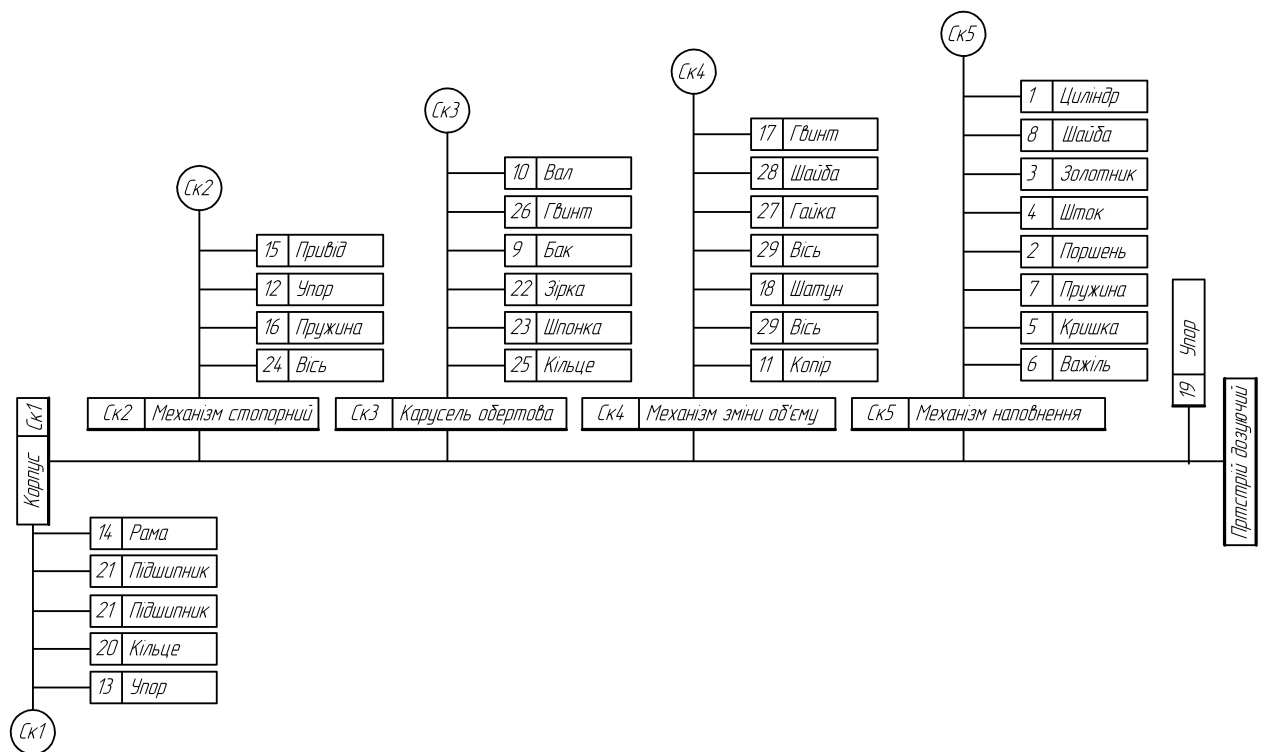 Ск5
Ск4
Ск3
Ск2
1 Циліндр
8 Шайба
3 Золотник
4 Шток
2 Поршень
7 Пружина
5 Кришка
6 Важіль
17 Гвинт
28 Шайба
27 Гайка
29 Вісь
18 Шатун
29 Вісь
11 Копір
10 Вал
26 Гвинт
9 Бак
22 Зірка
23 Шпонка
25 Кільце
15 Привід
12 Упор
16 Пружина
24 Вісь
19 Упор
Ск2 Механізм стопорний
Ск3 Карусель обертова
Ск4 Механізм зміни об'єму
Ск5 Механізм наповнення
Корпус Ск1
Пртстрій дозуючий
14 Рама
21 Підшипник
21 Підшипник
20 Кільце
13 Упор
Ск1